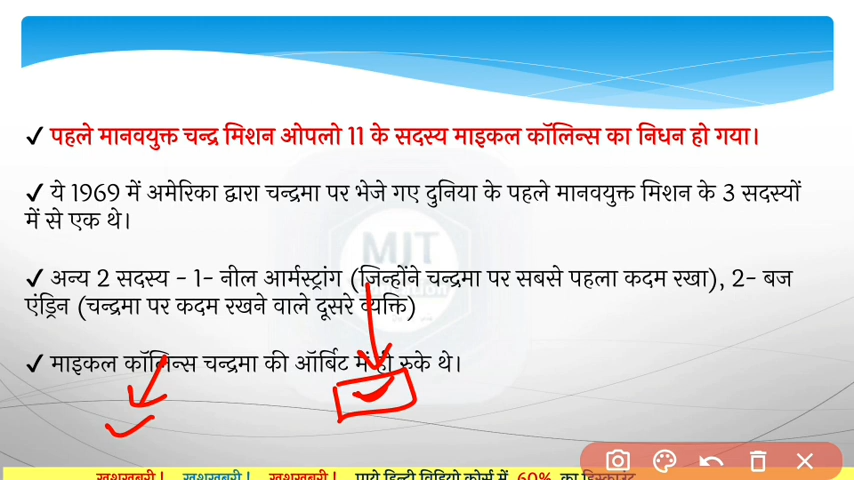 ✓ पहले मानवयुक्त चन्द्र मिशन ओपलो 11 के सदस्य माइकल कॉलिन्स का निधन हो गया।
✓ ये 1969 में अमेरिका द्वारा चन्द्रमा पर भेजे गए दुनिया के पहले मानवयुक्त मिशन के 3 सदस्यों
में से एक थे।
MJT
✓ अन्य 2 सदस्य - 1- नील आर्मस्ट्रांग (जिन्होंने चन्द्रमा पर सबसे पहला कदम रखा), 2- बज
एंड्रिन (चन्द्रमा पर कदम रखने वाले दूसरे व्यक्ति)
✓ माइकल कॉलिन्स चन्द्रमा की ऑर्बिट में ही रुके थे।
खुशखबरी ! खुशखबरी ! खुशखबरी ! पाये हिन्दी विडियो कोर्स में 60% का डिस्काउंट